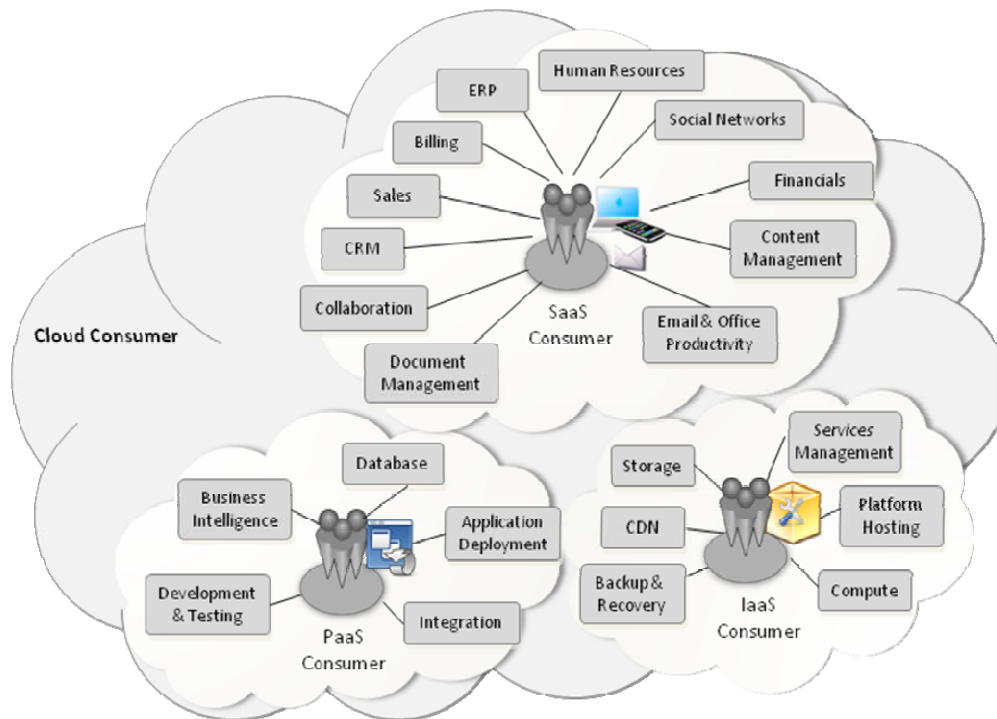 Human Resources
ERP
Social Networks
Billing
Financials
Sales
Content
Management
CRM
Collaboration
SaaS
Consumer
Email & Office
Productivity
Document
Management
Cloud Consumer
Database
Business
Intelligence
Application
Deployment
Development
& Testing
Integration
PaaS
Consumer
Services
Management
Storage
Platform
Hosting
CDN
Backup &
Recovery
Compute
IaaS
Consumer